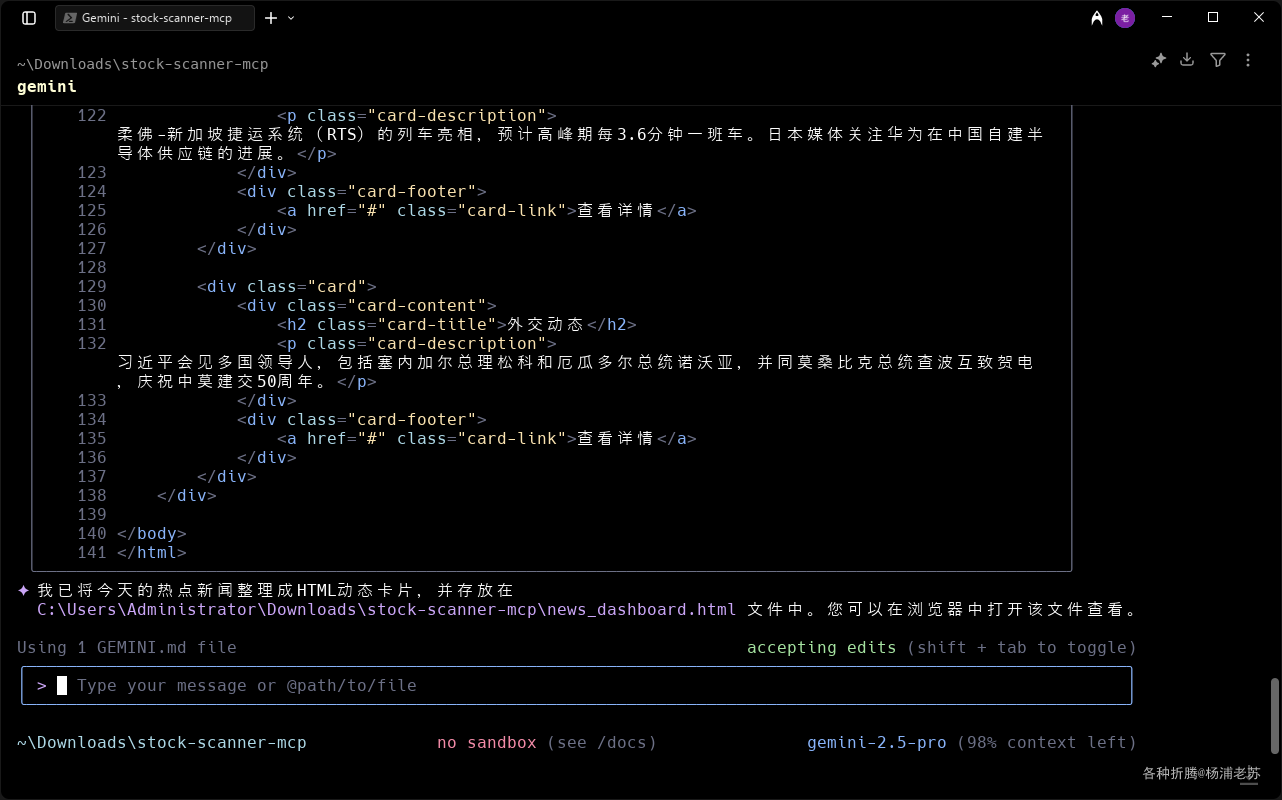 Gemini - stock-scanner-mcp
老
~\Downloads\stock-scanner-mcp
gemini
122 <p class="card-description">
柔佛-新加坡捷运系统（RTS）的列车亮相，预计高峰期每3.6分钟一班车。日本媒体关注华为在中国自建半
导体供应链的进展。</p>
123 </div>
124 <div class="card-footer">
125 <a href="#" class="card-link">查看详情</a>
126 </div>
127 </div>
128
129 <div class="card">
130 <div class="card-content">
131 <h2 class="card-title">外交动态</h2>
132 <p class="card-description">
习近平会见多国领导人，包括塞内加尔总理松科和厄瓜多尔总统诺沃亚，并同莫桑比克总统查波互致贺电
，庆祝中莫建交50周年。</p>
133 </div>
134 <div class="card-footer">
135 <a href="#" class="card-link">查看详情</a>
136 </div>
137 </div>
138 </div>
139
140 </body>
141 </html>
✦ 我已将今天的热点新闻整理成HTML动态卡片，并存放在
C:\Users\Administrator\Downloads\stock-scanner-mcp\news_dashboard.html 文件中。您可以在浏览器中打开该文件查看。
Using 1 GEMINI.md file accepting edits (shift + tab to toggle)
> Type your message or @path/to/file
~\Downloads\stock-scanner-mcp no sandbox (see /docs) gemini-2.5-pro (98% context left)
各种折腾@杨浦老苏